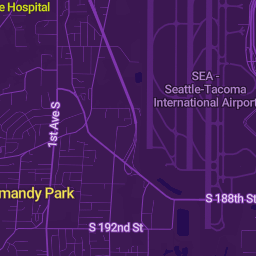 e Hospital
SEA -
Seattle-Tacoma
International Airport
1st Ave S
mandy Park
S 188th St
S 192nd St